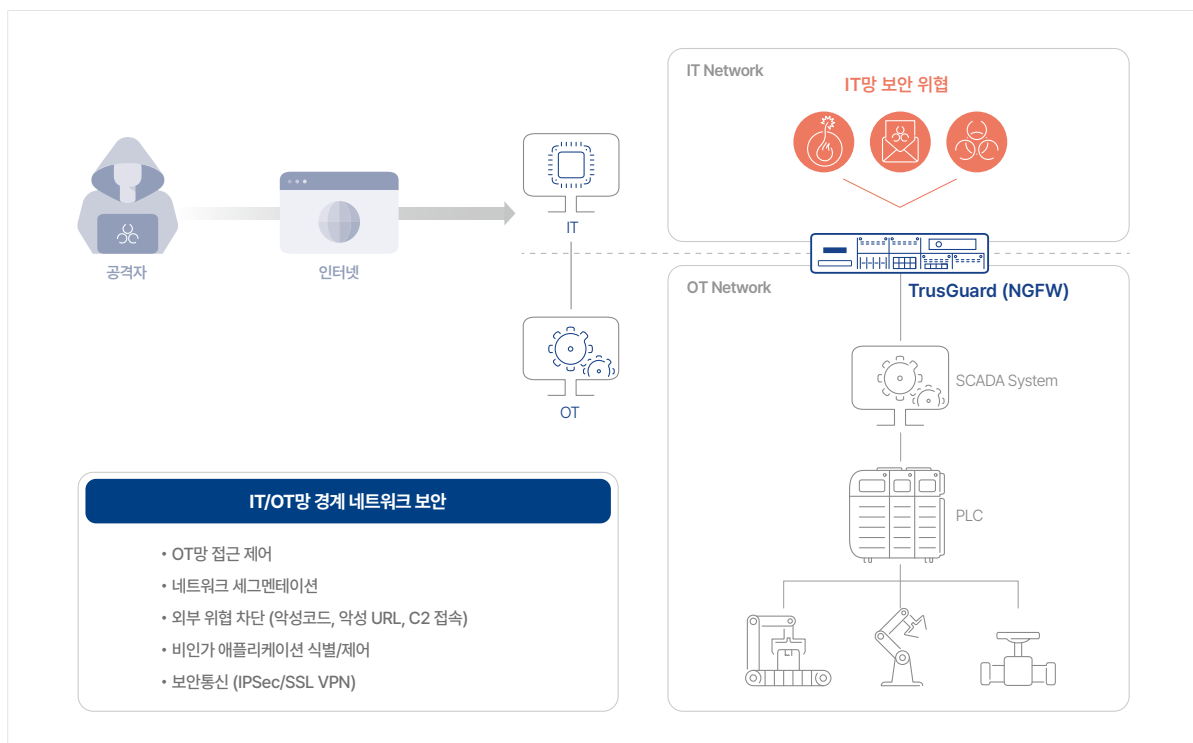 IT Network
IT망 보안 위협
공격자
인터넷
IT
OT
OT Network
TrusGuard (NGFW)
SCADA System
PLC
IT/OT망 경계 네트워크 보안
• OT망 접근 제어
• 네트워크 세그멘테이션
• 외부 위협 차단 (악성코드, 악성 URL, C2 접속)
• 비인가 애플리케이션 식별/제어
• 보안통신 (IPSec/SSL VPN)